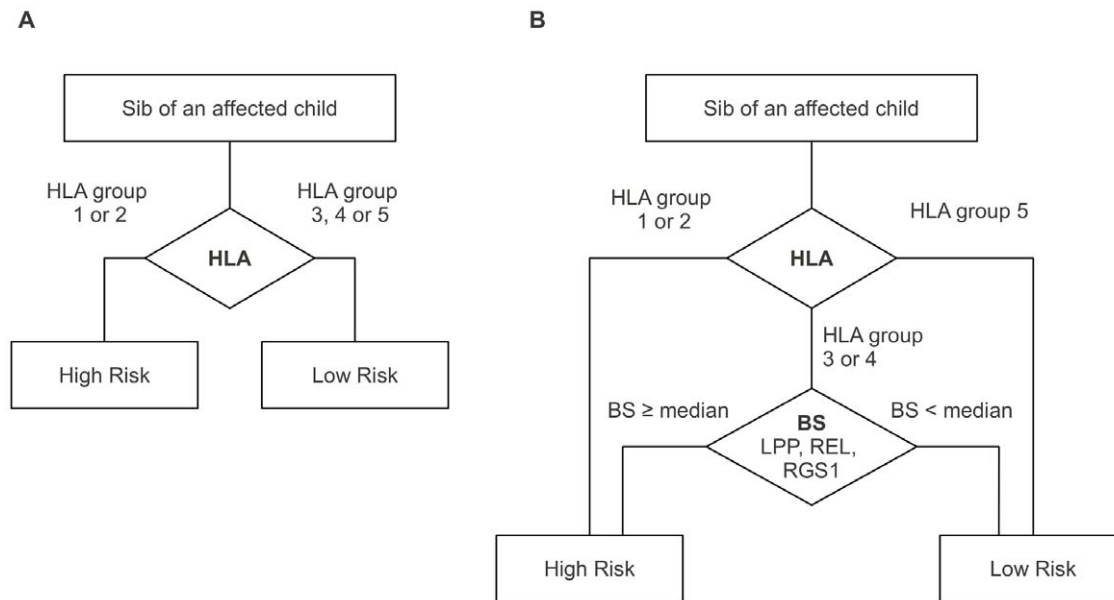 A
Sib of an affected child
HLA group
1 or 2
HLA group
3, 4 or 5
HLA
High Risk
Low Risk
B
Sib of an affected child
HLA group
1 or 2
HLA group 5
HLA
HLA group
3 or 4
BS ≥ median
BS < median
BS
LPP, REL,
RGS1
High Risk
Low Risk